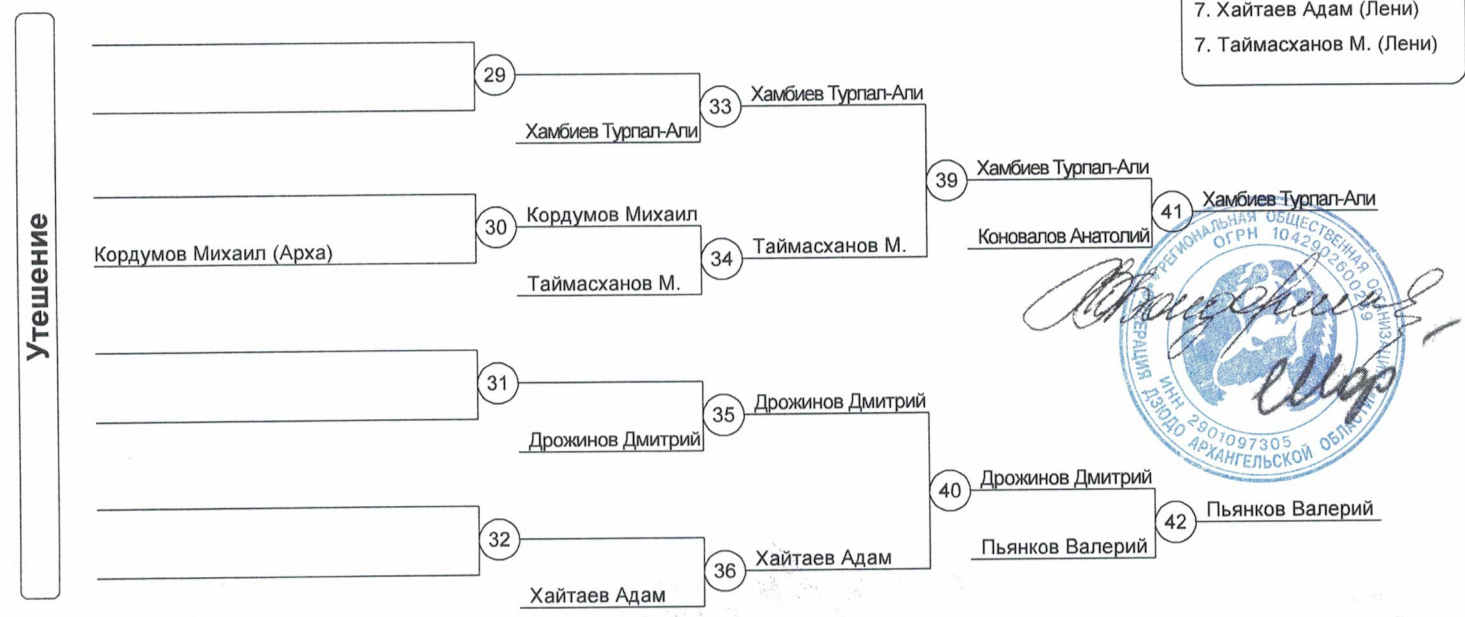 7. Хайтаев Адам (Лени)
7. Таймасханов М. (Лени)
Утешение
29
Хамбиев Турпал-Али
33
Хамбиев Турпал-Али
Кордумов Михаил (Арха)
30
Кордумов Михаил
Таймасханов М.
34
Таймасханов М.
39
Хамбиев Турпал-Али
Коновалов Анатолий
41
Хамбиев Турпал-Али
31
Дрожинов Дмитрий
35
Дрожинов Дмитрий
32
Хайтаев Адам
36
Хайтаев Адам
40
Дрожинов Дмитрий
Пьянков Валерий
42
Пьянков Валерий
РЕГИОНАЛЬНАЯ ОБЩЕСТВЕННАЯ ОРГАНИЗАЦИЯ
ДЗЮДО АРХАНГЕЛЬСКОЙ ОБЛАСТИ
ИНН 2901097305